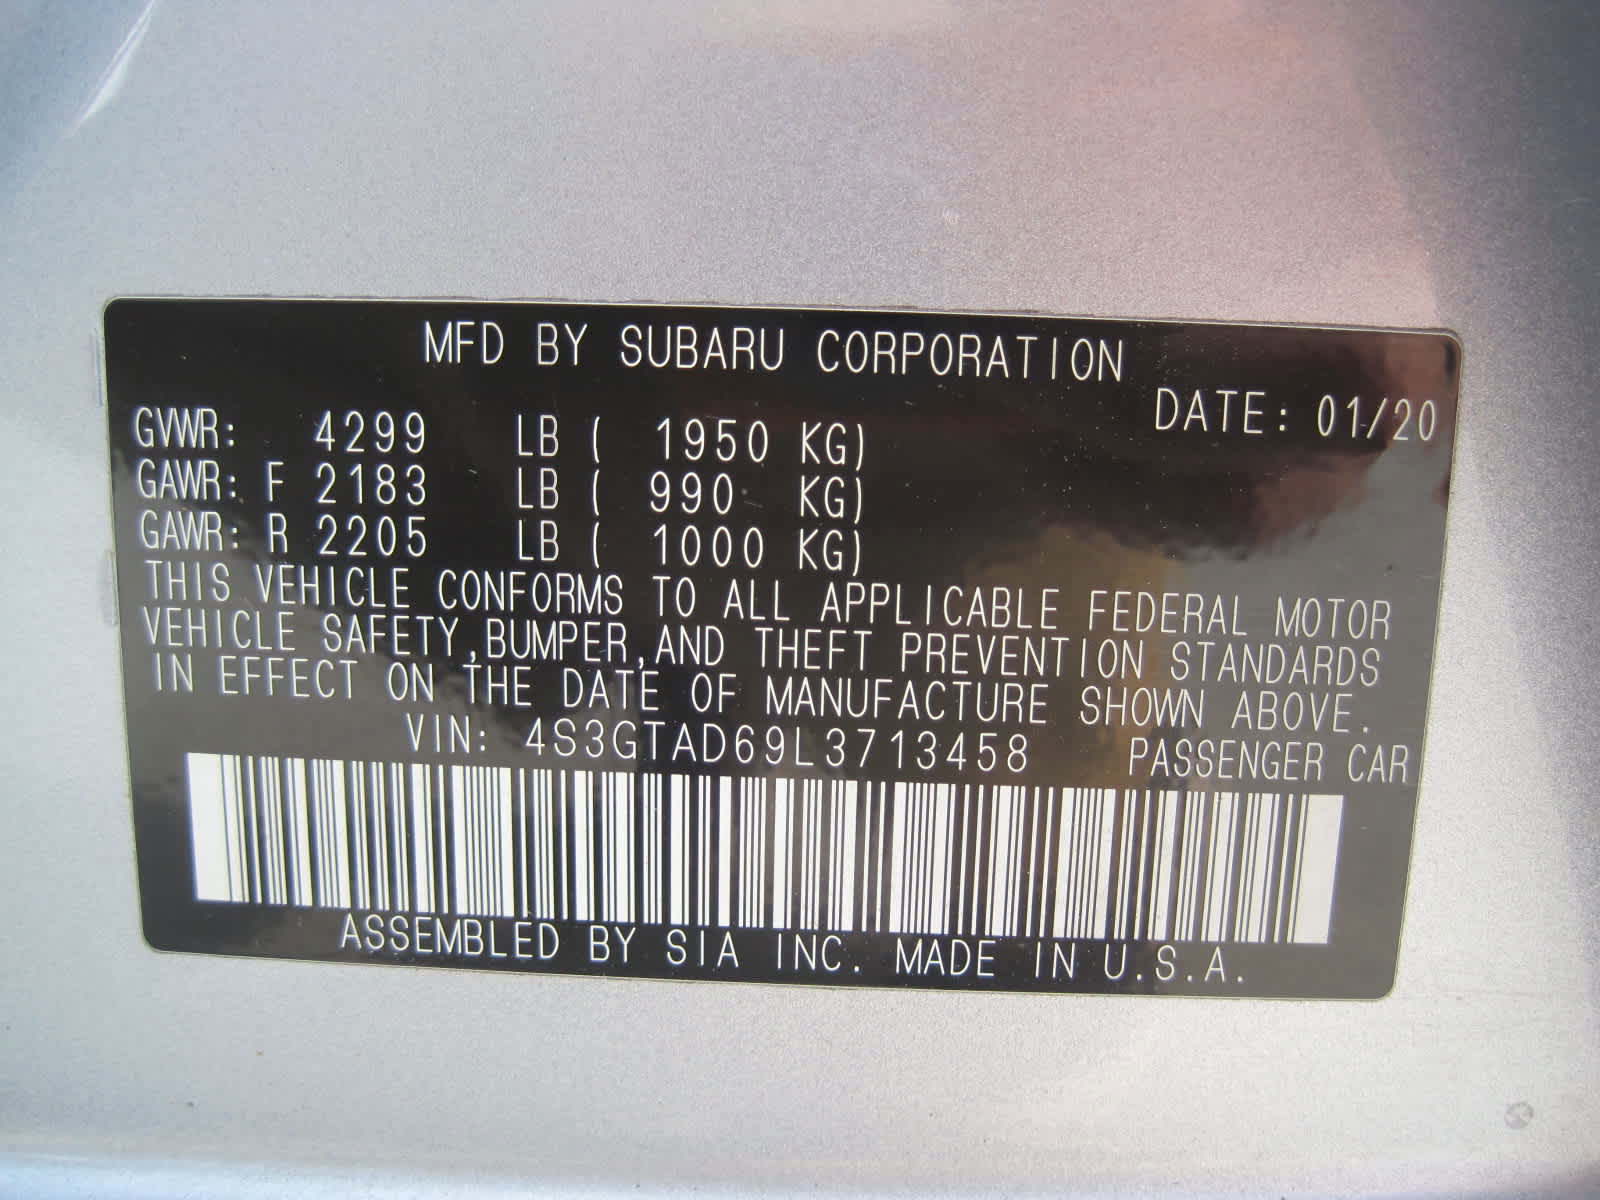 MFD BY SUBARU CORPORATION
DATE: 01/20
GVWR: 4299 LB ( 1950 KG)
GAWR: F 2183 LB ( 990 KG)
GAWR: R 2205 LB ( 1000 KG)
THIS VEHICLE CONFORMS TO ALL APPLICABLE FEDERAL MOTOR
VEHICLE SAFETY,BUMPER,AND THEFT PREVENTION STANDARDS
IN EFFECT ON THE DATE OF MANUFACTURE SHOWN ABOVE.
VIN: 4S3GTAD69L3713458 PASSENGER CAR
ASSEMBLED BY SIA INC. MADE IN U.S.A.